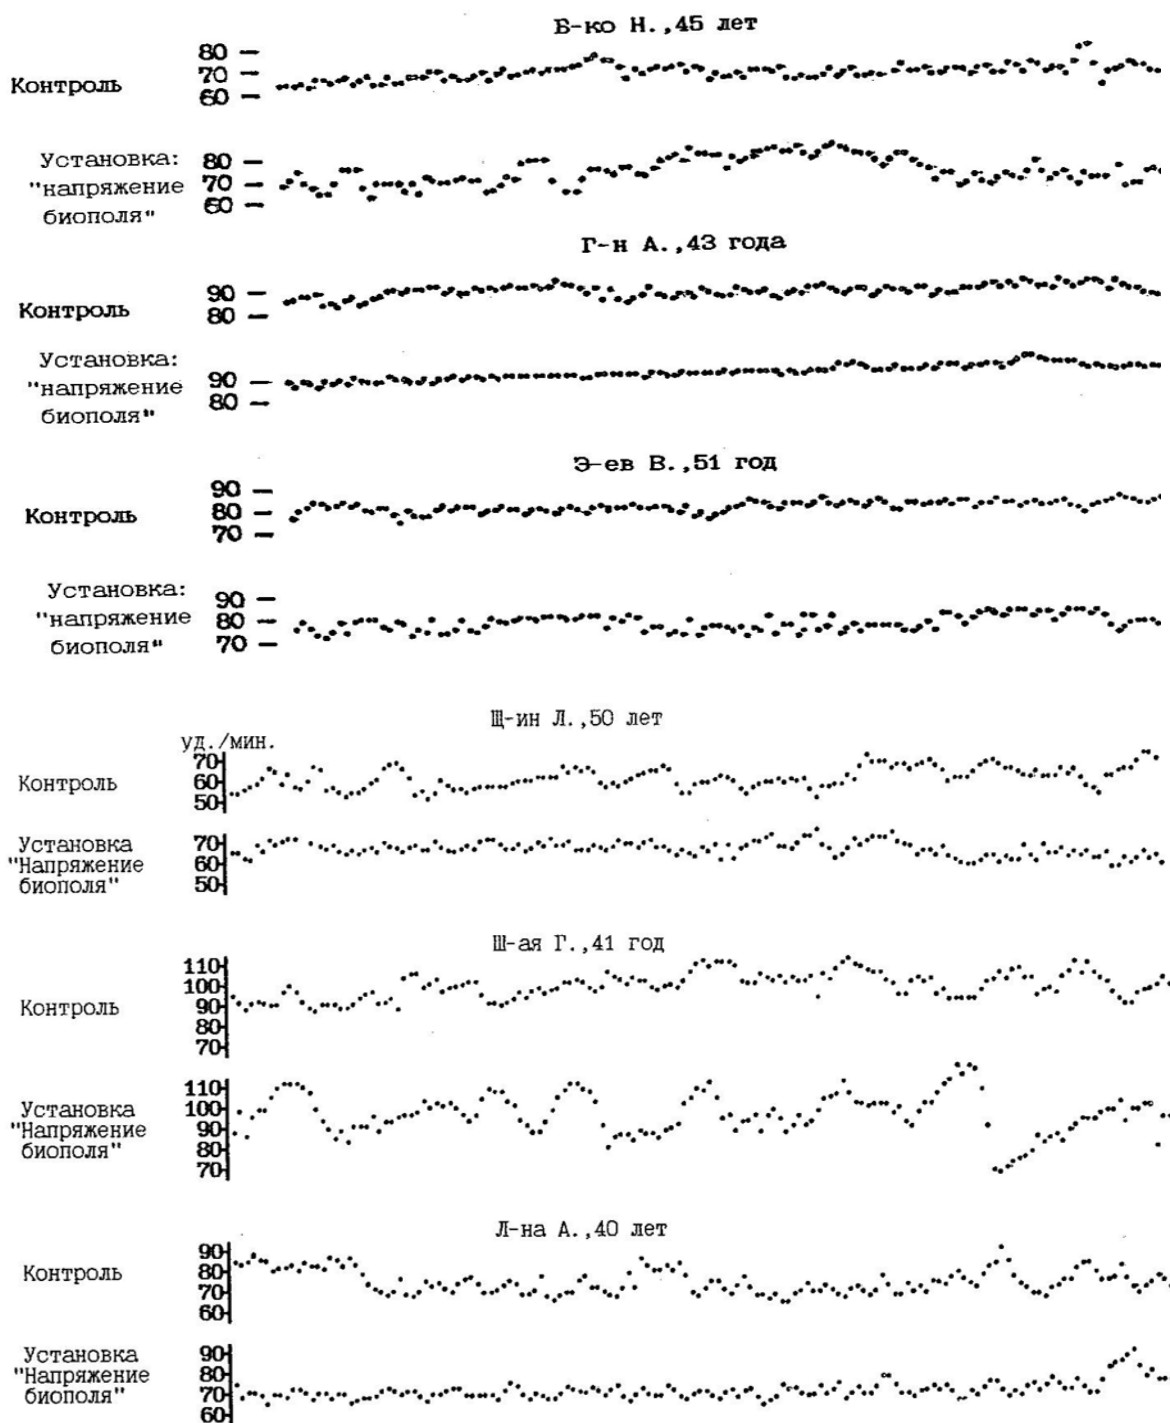 Б-ко Н.,45 лет
80
Контроль 70
60
Установка: 80
"напряжение 70
биополя" 60
Г-н А.,43 года
90
Контроль 80
Установка:
"напряжение 90
биополя" 80
Э-ев В.,51 год
90
Контроль 80
70
Установка: 90
"напряжение 80
биополя" 70
Щ-ин Л.,50 лет
уд./мин.
70
Контроль 60
50
Установка 70
"Напряжение 60
биополя" 50
Ш-ая Г.,41 год
110
100
Контроль 90
80
70
110
Установка 100
"Напряжение 90
биополя" 80
70
Л-на А.,40 лет
90
Контроль 80
70
60
Установка 90
"Напряжение 80
биополя" 70
60